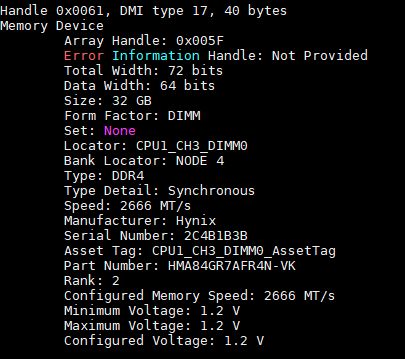 Handle 0x0061, DMI type 17, 40 bytes
Memory Device
Array Handle: 0x005F
Error Information Handle: Not Provided
Total Width: 72 bits
Data Width: 64 bits
Size: 32 GB
Form Factor: DIMM
Set: None
Locator: CPU1_CH3_DIMM0
Bank Locator: NODE 4
Type: DDR4
Type Detail: Synchronous
Speed: 2666 MT/s
Manufacturer: Hynix
Serial Number: 2C4B1B3B
Asset Tag: CPU1_CH3_DIMM0_AssetTag
Part Number: HMA84GR7AFR4N-VK
Rank: 2
Configured Memory Speed: 2666 MT/s
Minimum Voltage: 1.2 V
Maximum Voltage: 1.2 V
Configured Voltage: 1.2 V